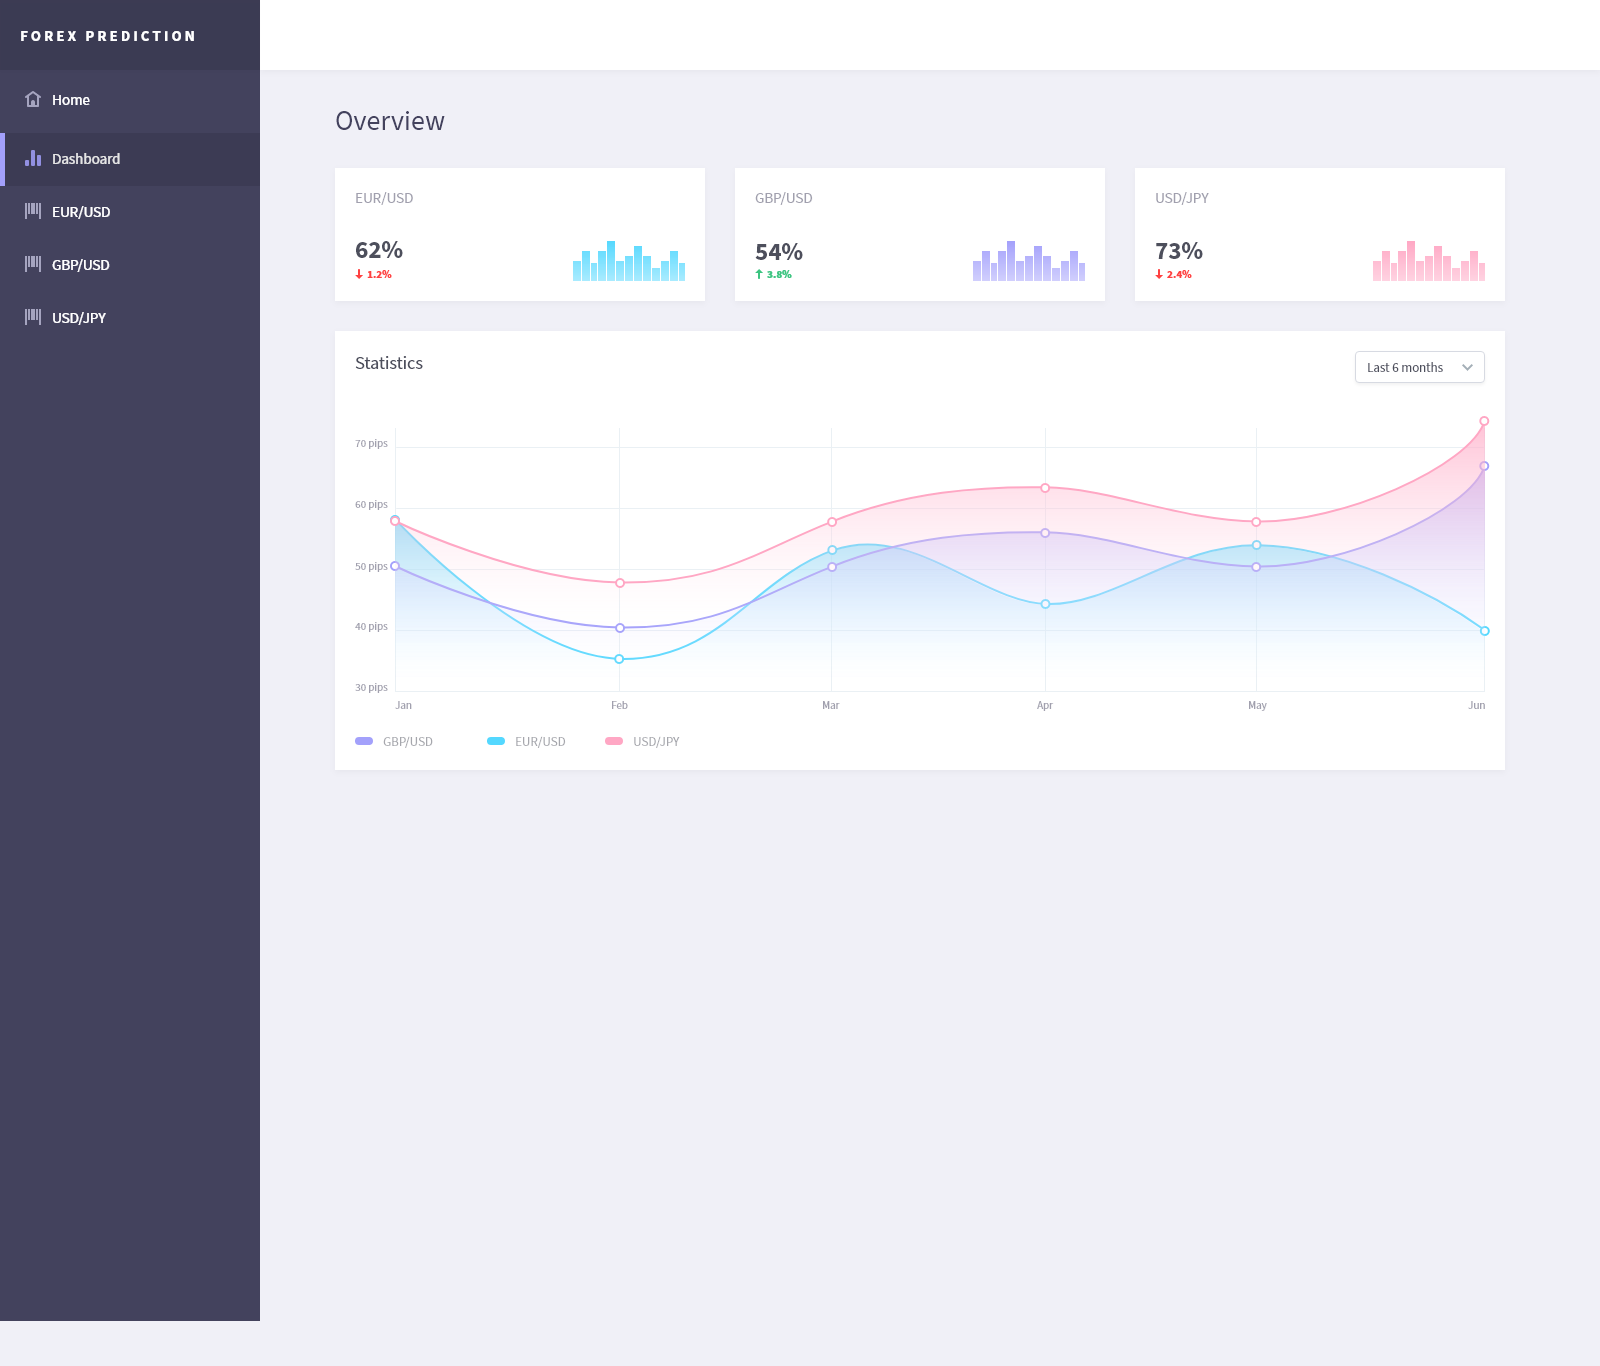 FOREX PREDICTION
Home
Dashboard
EUR/USD
GBP/USD
USD/JPY
Overview
EUR/USD
62%
↓ 1.2%
GBP/USD
54%
↑ 3.8%
USD/JPY
73%
↓ 2.4%
Statistics
Last 6 months
70 pips
60 pips
50 pips
40 pips
30 pips
Jan Feb Mar Apr May Jun
GBP/USD EUR/USD USD/JPY